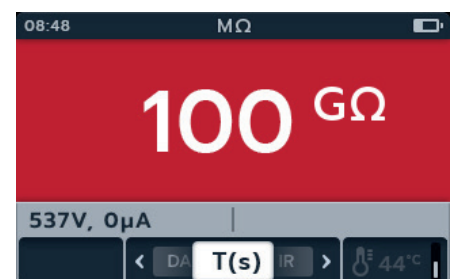 08:48 MΩ
100 GΩ
537V, 0µA
< DA T(s) IR > 44°C